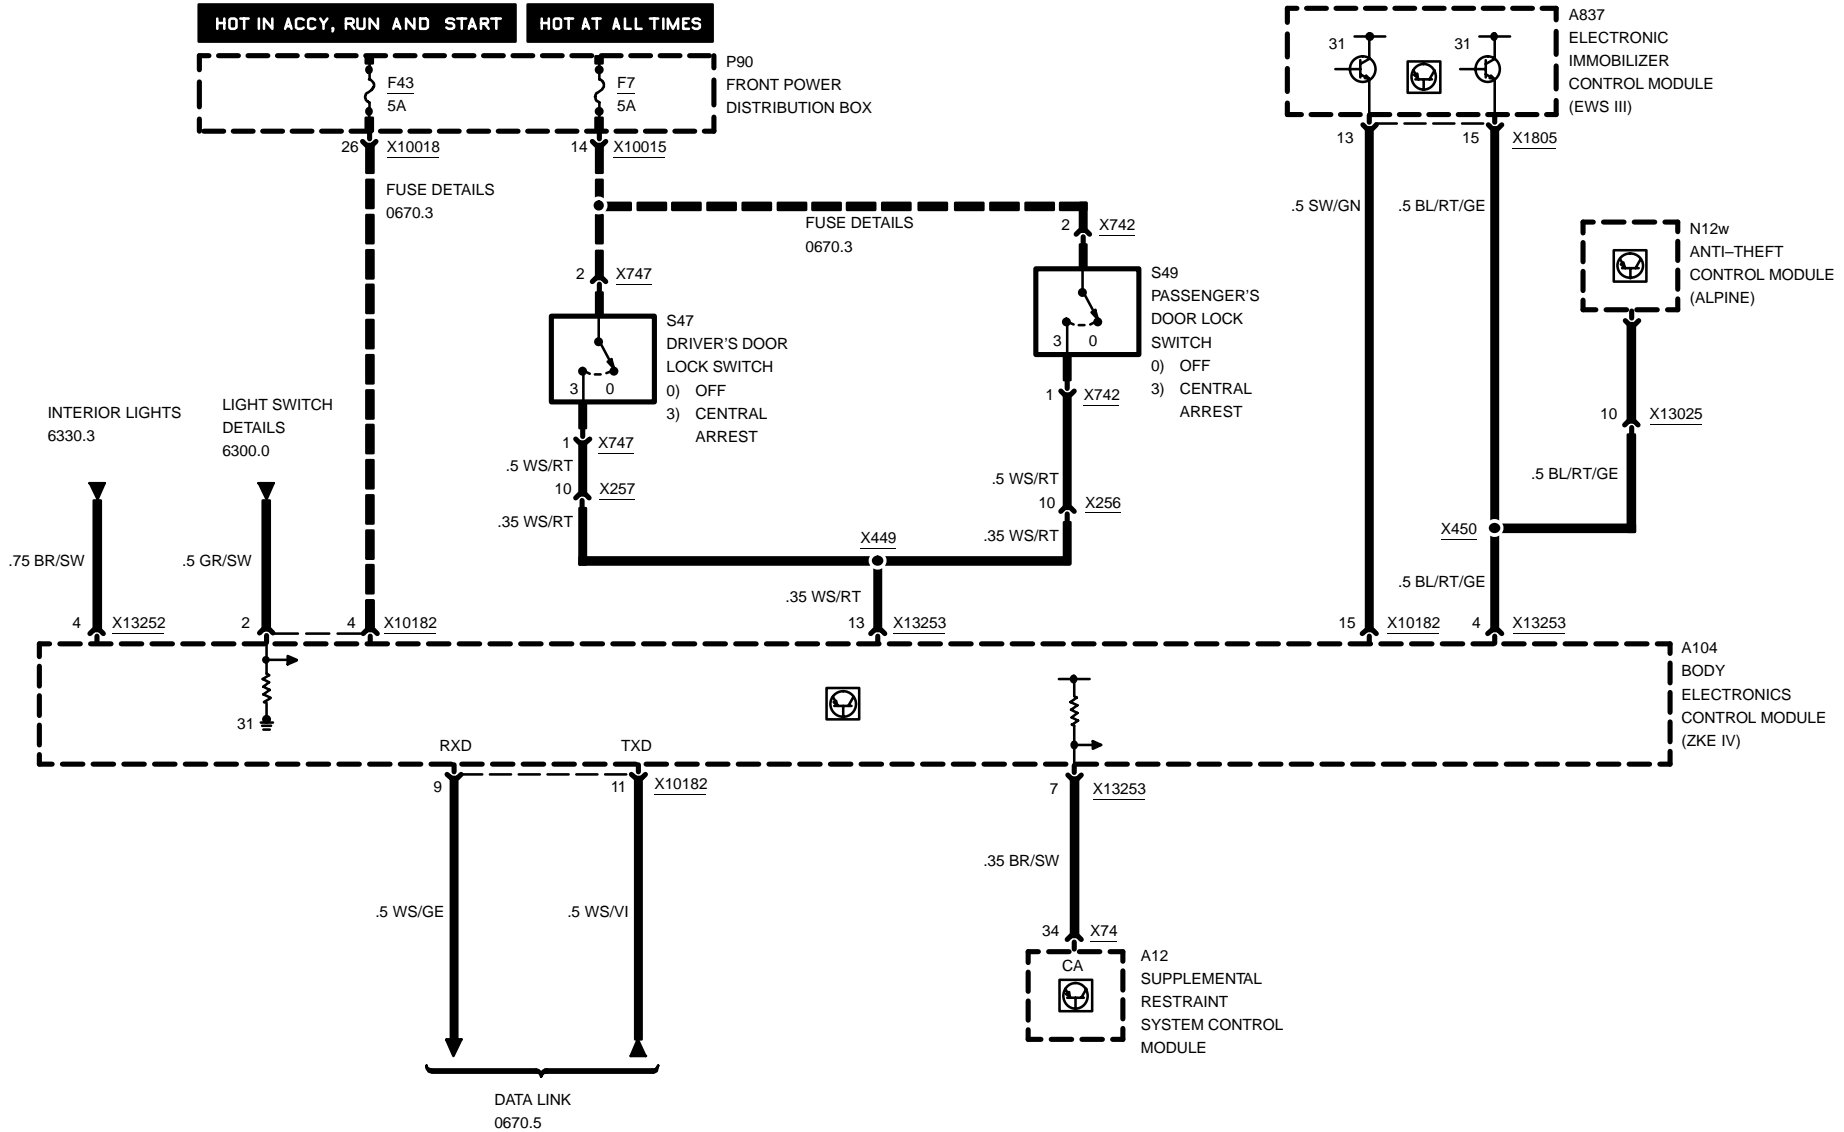 HOT IN ACCY, RUN AND START
HOT AT ALL TIMES
P90
FRONT POWER
DISTRIBUTION BOX
F43
5A
F7
5A
26
X10018
14
X10015
FUSE DETAILS
0670.3
FUSE DETAILS
0670.3
A837
ELECTRONIC
IMMOBILIZER
CONTROL MODULE
(EWS III)
31
31
13
15
X1805
.5 SW/GN
.5 BL/RT/GE
N12w
ANTI–THEFT
CONTROL MODULE
(ALPINE)
2
X747
S47
DRIVER'S DOOR
LOCK SWITCH
0) OFF
3) CENTRAL
ARREST
3
0
2
X742
S49
PASSENGER'S
DOOR LOCK
SWITCH
0) OFF
3) CENTRAL
ARREST
3
0
1
X742
1
X747
.5 WS/RT
10
X257
.35 WS/RT
.5 WS/RT
10
X256
.35 WS/RT
X449
.35 WS/RT
10
X13025
.5 BL/RT/GE
X450
.5 BL/RT/GE
INTERIOR LIGHTS
6330.3
LIGHT SWITCH
DETAILS
6300.0
.75 BR/SW
.5 GR/SW
4
X13252
2
4
X10182
13
X13253
15
X10182
4
X13253
A104
BODY
ELECTRONICS
CONTROL MODULE
(ZKE IV)
31
RXD
TXD
9
11
X10182
7
X13253
.5 WS/GE
.5 WS/VI
.35 BR/SW
34
X74
CA
A12
SUPPLEMENTAL
RESTRAINT
SYSTEM CONTROL
MODULE
DATA LINK
0670.5